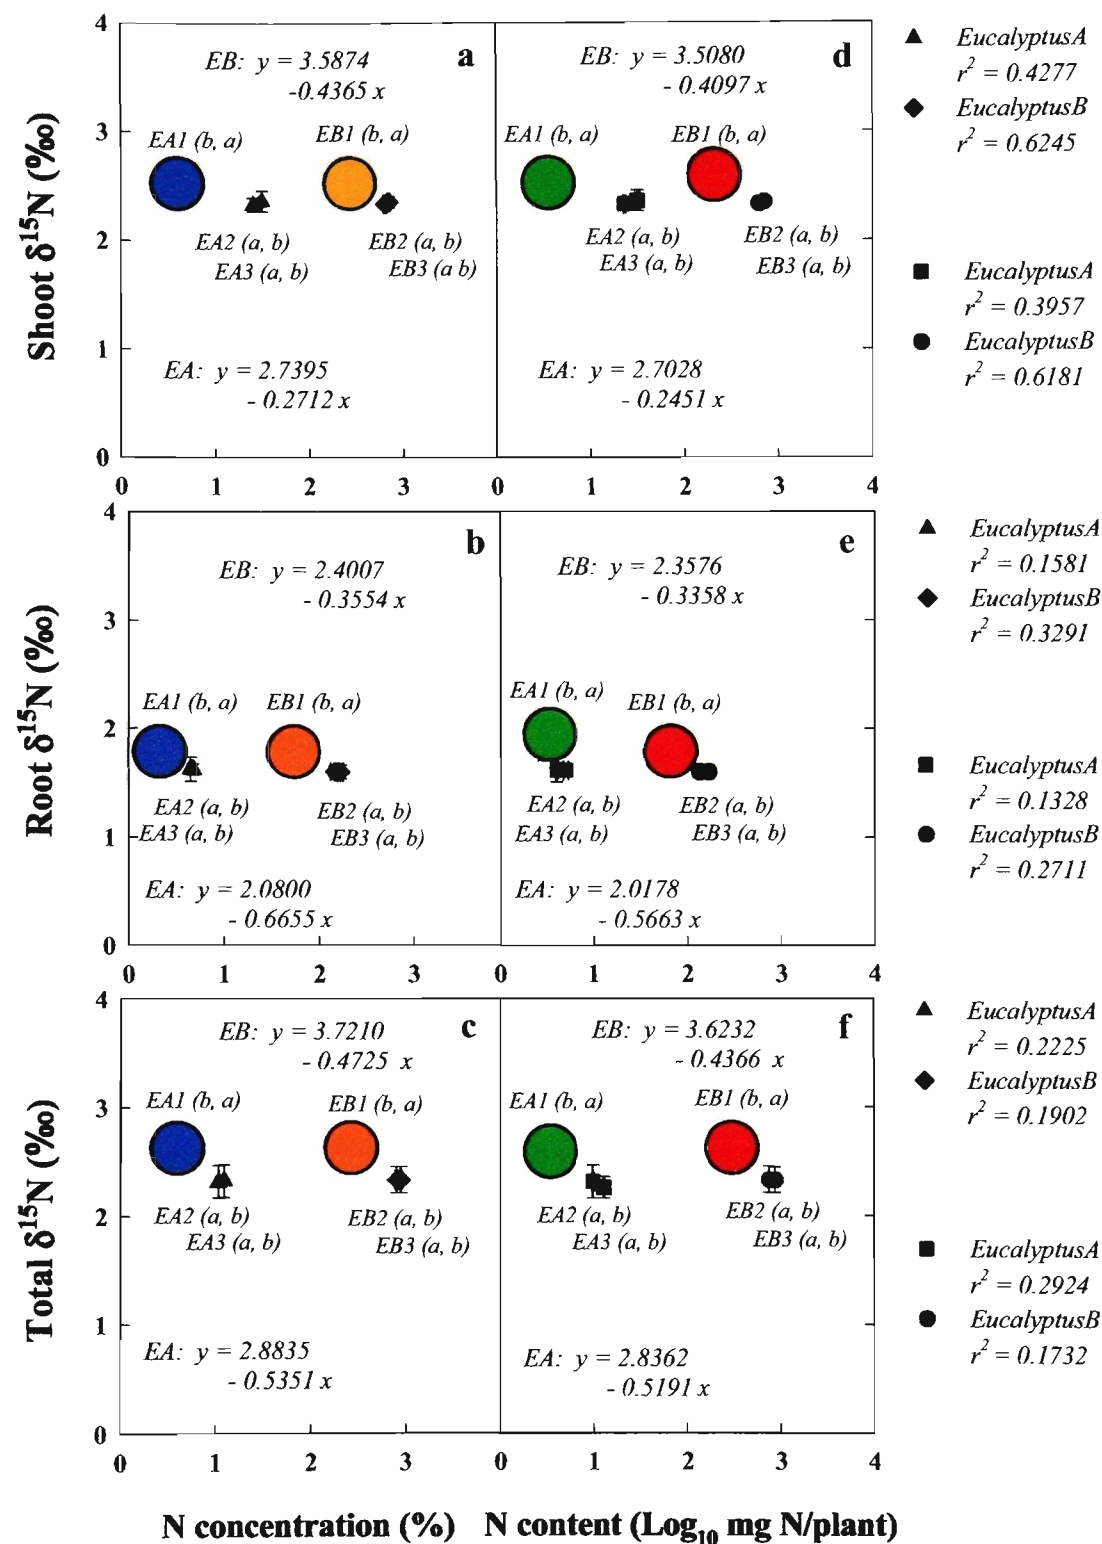 Shoot δ¹⁵N (‰)
4
3
2
1
0
a
EB: y = 3.5874
-0.4365 x
EA1 (b, a)
EB1 (b, a)
EA2 (a, b)
EA3 (a, b)
EB2 (a, b)
EB3 (a b)
EA: y = 2.7395
- 0.2712 x
0 1 2 3
d
EB: y = 3.5080
- 0.4097 x
EA1 (b, a)
EB1 (b, a)
EA2 (a, b)
EA3 (a, b)
EB2 (a, b)
EB3 (a, b)
EA: y = 2.7028
- 0.2451 x
0 1 2 3 4
EucalyptusA
r² = 0.4277
EucalyptusB
r² = 0.6245
EucalyptusA
r² = 0.3957
EucalyptusB
r² = 0.6181
Root δ¹⁵N (‰)
4
3
2
1
0
b
EB: y = 2.4007
- 0.3554 x
EA1 (b, a)
EB1 (b, a)
EA2 (a, b)
EA3 (a, b)
EB2 (a, b)
EB3 (a, b)
EA: y = 2.0800
- 0.6655 x
0 1 2 3
e
EB: y = 2.3576
- 0.3358 x
EA1 (b, a)
EB1 (b, a)
EA2 (a, b)
EA3 (a, b)
EB2 (a, b)
EB3 (a, b)
EA: y = 2.0178
- 0.5663 x
0 1 2 3 4
EucalyptusA
r² = 0.1581
EucalyptusB
r² = 0.3291
EucalyptusA
r² = 0.1328
EucalyptusB
r² = 0.2711
Total δ¹⁵N (‰)
4
3
2
1
0
c
EB: y = 3.7210
- 0.4725 x
EA1 (b, a)
EB1 (b, a)
EA2 (a, b)
EA3 (a, b)
EB2 (a, b)
EB3 (a, b)
EA: y = 2.8835
- 0.5351 x
0 1 2 3
f
EB: y = 3.6232
- 0.4366 x
EA1 (b, a)
EB1 (b, a)
EA2 (a, b)
EA3 (a, b)
EB2 (a, b)
EB3 (a, b)
EA: y = 2.8362
- 0.5191 x
0 1 2 3 4
EucalyptusA
r² = 0.2225
EucalyptusB
r² = 0.1902
EucalyptusA
r² = 0.2924
EucalyptusB
r² = 0.1732
N concentration (%)
N content (Log₁₀ mg N/plant)